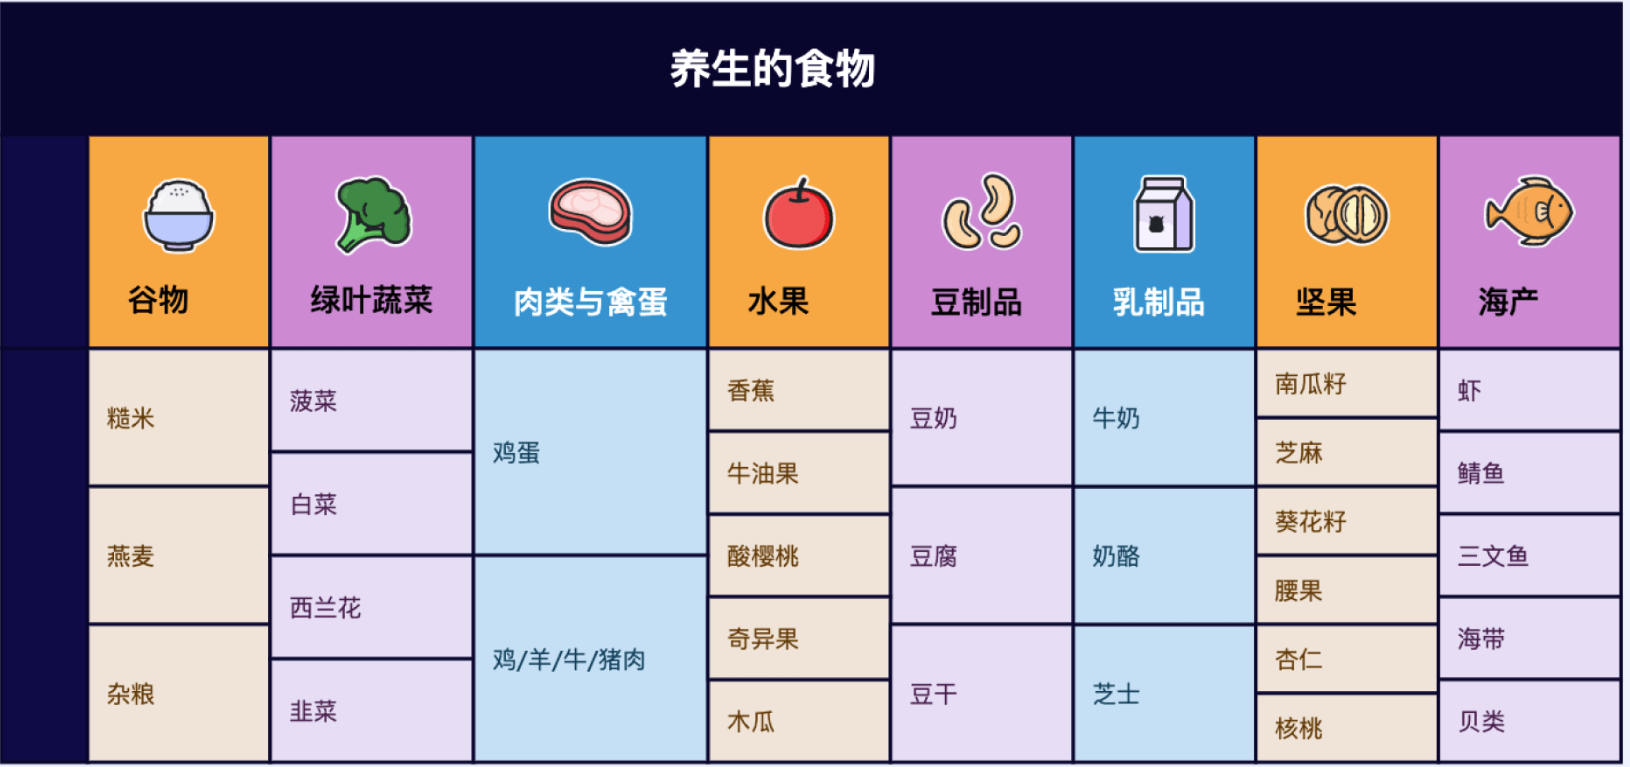 养生的食物
谷物
绿叶蔬菜
肉类与禽蛋
水果
豆制品
乳制品
坚果
海产
糙米
燕麦
杂粮
菠菜
白菜
西兰花
韭菜
鸡蛋
鸡/羊/牛/猪肉
香蕉
牛油果
酸樱桃
奇异果
木瓜
豆奶
豆腐
豆干
牛奶
奶酪
芝士
南瓜籽
芝麻
葵花籽
腰果
杏仁
核桃
虾
鲭鱼
三文鱼
海带
贝类